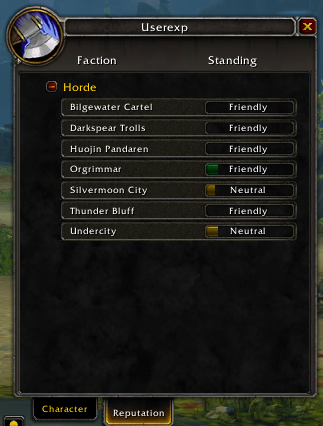 Userexp
Faction Standing
Horde
Bilgewater Cartel Friendly
Darkspear Trolls Friendly
Huojin Pandaren Friendly
Orgrimmar Friendly
Silvermoon City Neutral
Thunder Bluff Friendly
Undercity Neutral
Character Reputation